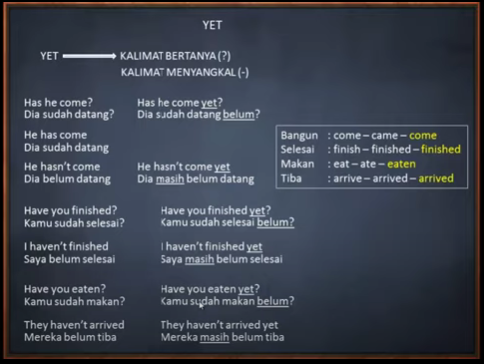 YET
YET KALIMAT BERTANYA (?)
KALIMAT MENYANGKAL (-)
Has he come? Has he come yet?
Dia sudah datang? Dia sudah datang belum?
He has come
Dia sudah datang
He hasn't come He hasn't come yet
Dia belum datang Dia masih belum datang
Bangun : come – came – come
Selesai : finish – finished – finished
Makan : eat – ate – eaten
Tiba : arrive – arrived – arrived
Have you finished? Have you finished yet?
Kamu sudah selesai? Kamu sudah selesai belum?
I haven't finished I haven't finished yet
Saya belum selesai Saya masih belum selesai
Have you eaten? Have you eaten yet?
Kamu sudah makan? Kamu sudah makan belum?
They haven't arrived They haven't arrived yet
Mereka belum tiba Mereka masih belum tiba